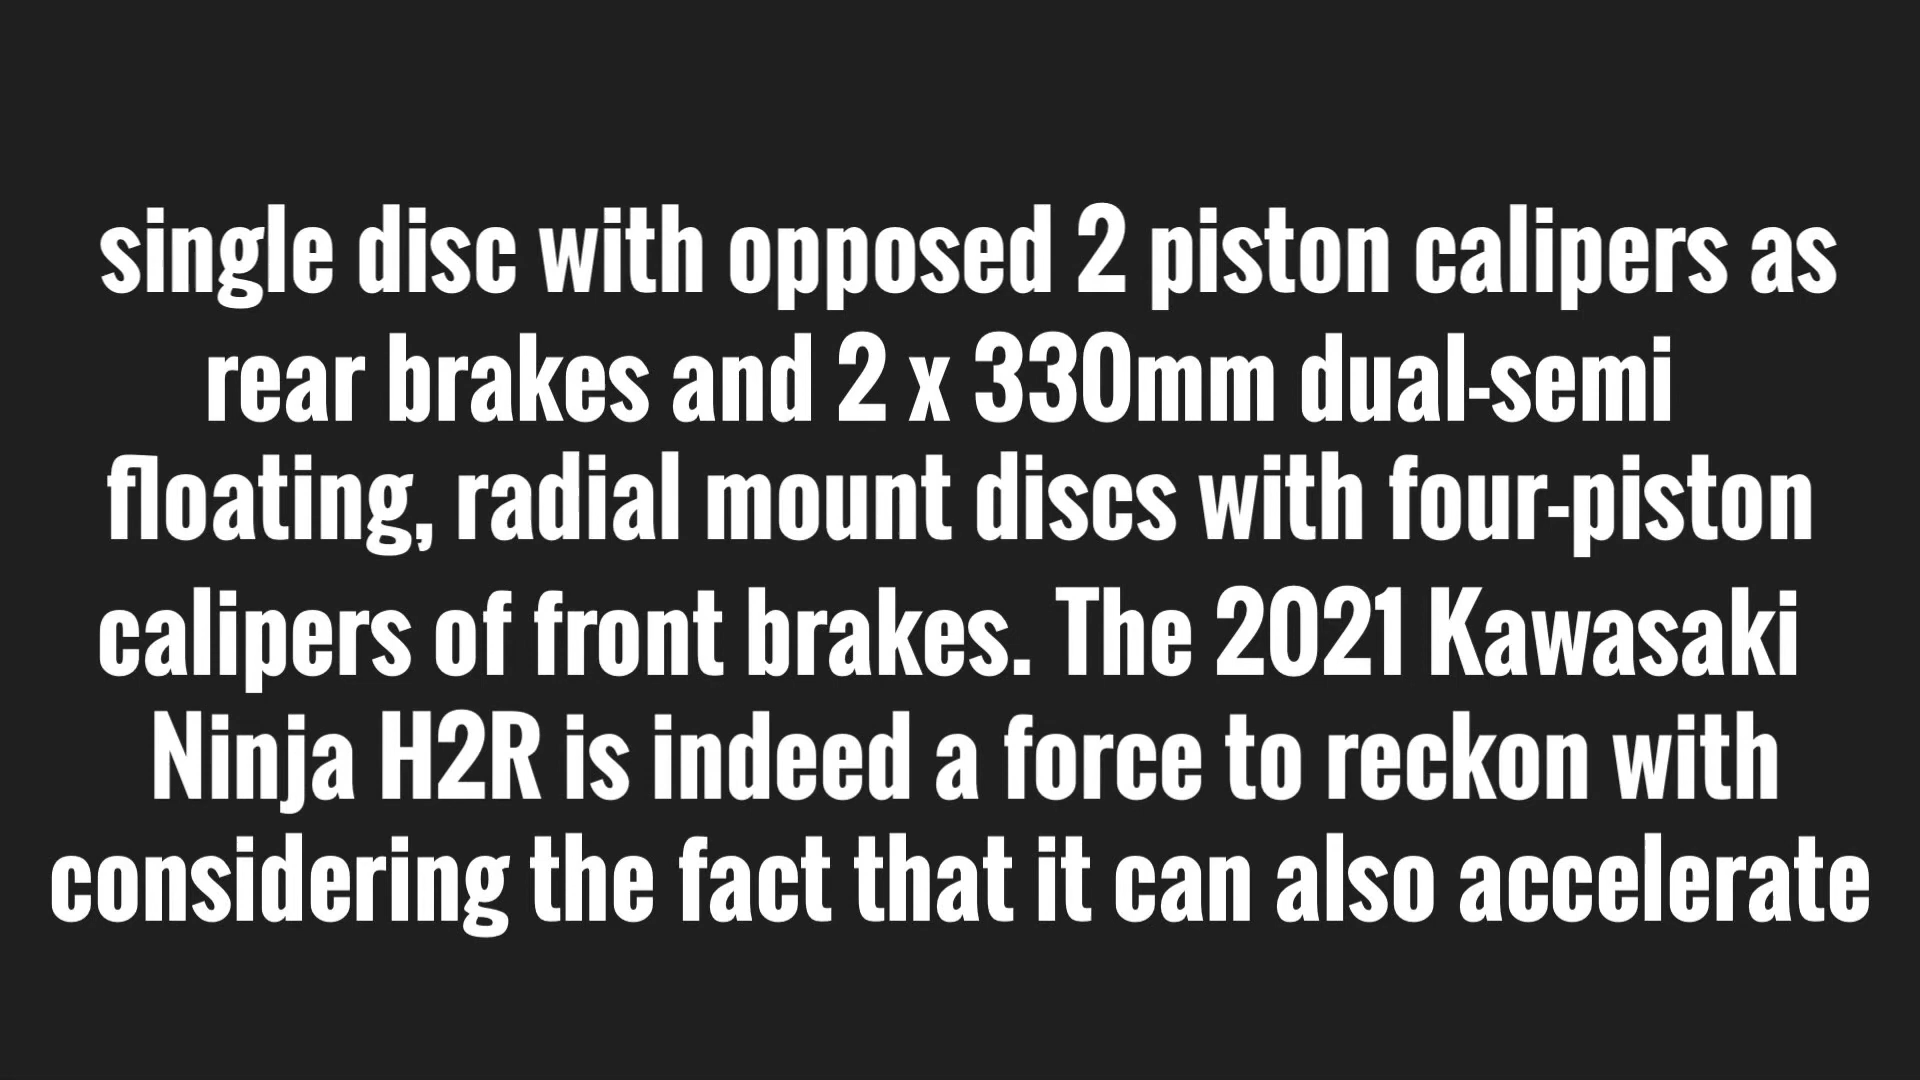 single disc with opposed 2 piston calipers as
rear brakes and 2 x 330mm dual-semi
floating, radial mount discs with four-piston
calipers of front brakes. The 2021 Kawasaki
Ninja H2R is indeed a force to reckon with
considering the fact that it can also accelerate